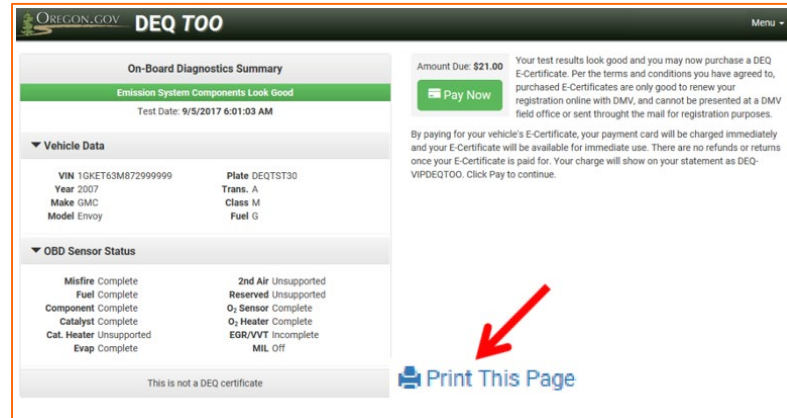 OREGON.GOV DEQ TOO
Menu
On-Board Diagnostics Summary
Emission System Components Look Good
Test Date: 9/5/2017 6:01:03 AM
Vehicle Data
VIN 1GKET63M872999999 Plate DEQTST30
Year 2007 Trans. A
Make GMC Class M
Model Envoy Fuel G
OBD Sensor Status
Misfire Complete 2nd Air Unsupported
Fuel Complete Reserved Unsupported
Component Complete O₂ Sensor Complete
Catalyst Complete O₂ Heater Complete
Cat. Heater Unsupported EGR/VVT Incomplete
Evap Complete MIL Off
This is not a DEQ certificate
Amount Due: $21.00
Pay Now
Your test results look good and you may now purchase a DEQ
E-Certificate. Per the terms and conditions you have agreed to,
purchased E-Certificates are only good to renew your
registration online with DMV, and cannot be presented at a DMV
field office or sent throught the mail for registration purposes.
By paying for your vehicle's E-Certificate, your payment card will be charged immediately
and your E-Certificate will be available for immediate use. There are no refunds or returns
once your E-Certificate is paid for. Your charge will show on your statement as DEQ-
VIPDEQTOO. Click Pay to continue.
Print This Page